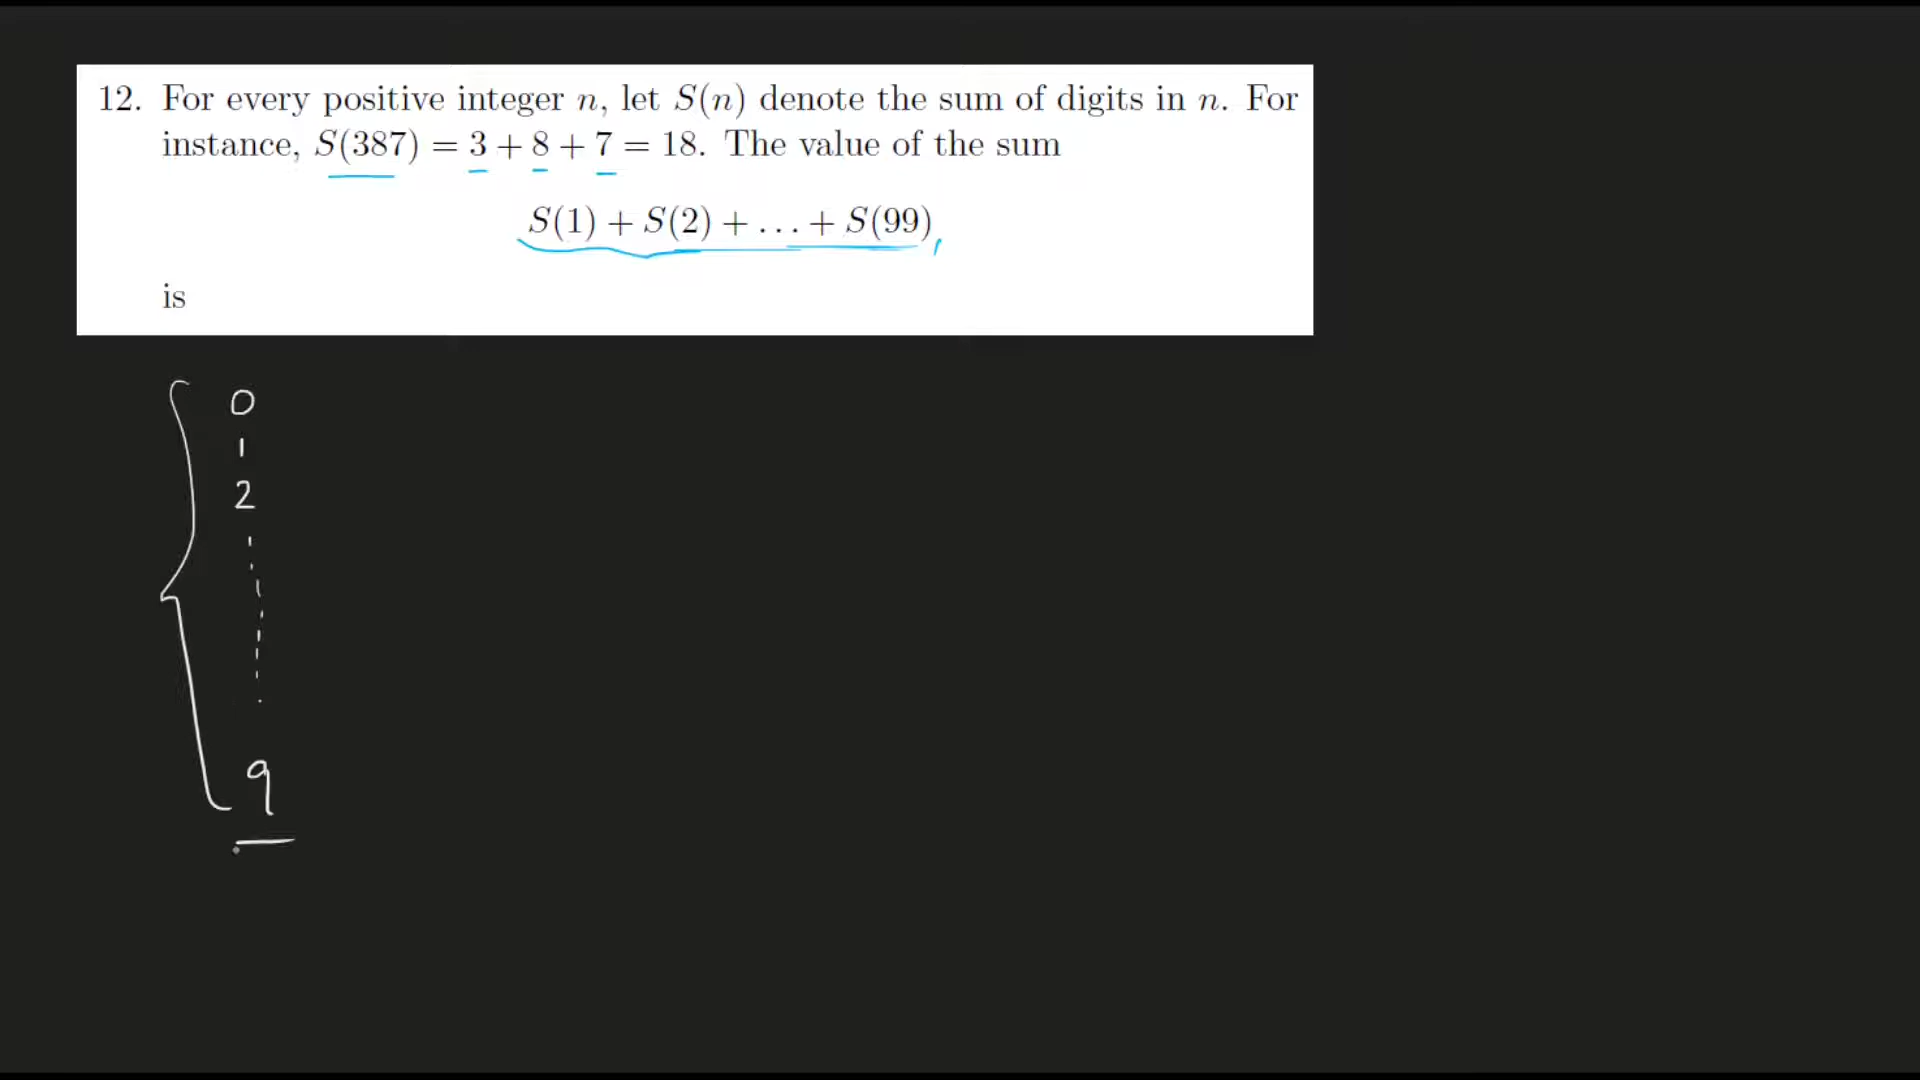 12. For every positive integer n, let S(n) denote the sum of digits in n. For
instance, S(387) = 3 + 8 + 7 = 18. The value of the sum
S(1) + S(2) + ... + S(99),
is
0
1
2
9